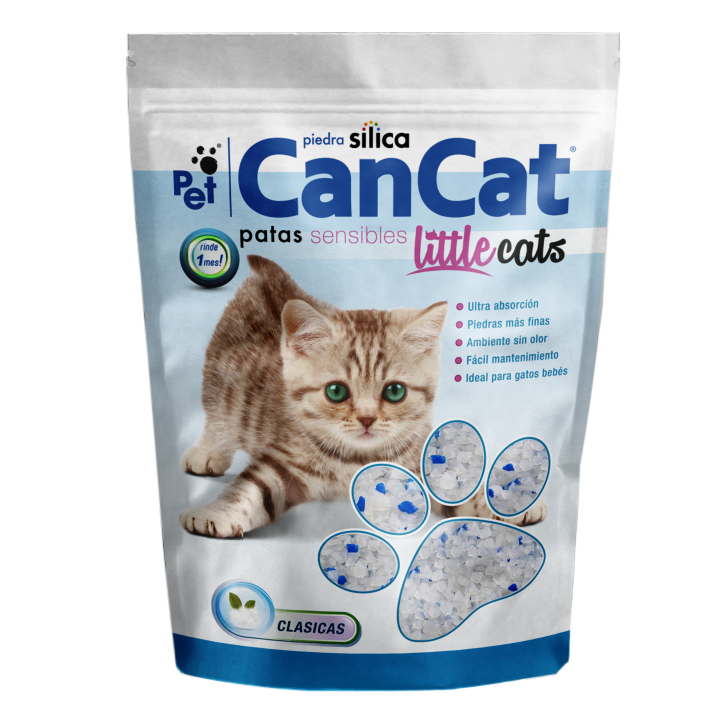 piedra silica
Pet
CanCat®
patas sensibles little cats
rinde
1 mes!
Ultra absorción
Piedras más finas
Ambiente sin olor
Fácil mantenimiento
Ideal para gatos bebés
CLASICAS